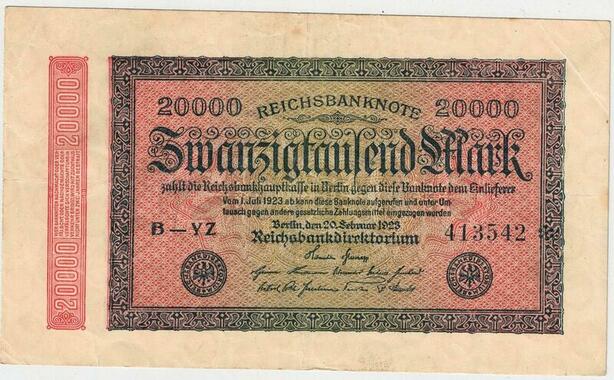 20000 REICHSBANKNOTE 20000
Zwanzigtausend Mark
zahlt die Reichsbankhauptkasse in Berlin gegen diese Banknote dem Einlieferer
Vom 1. Juli 1923 ab kann diese Banknote aufgerufen und unter Um-
tausch gegen andere gesetzliche Zahlungsmittel eingezogen werden
Berlin, den 20. Februar 1923
Reichsbankdirektorium
B—YZ
413542
20000
20000